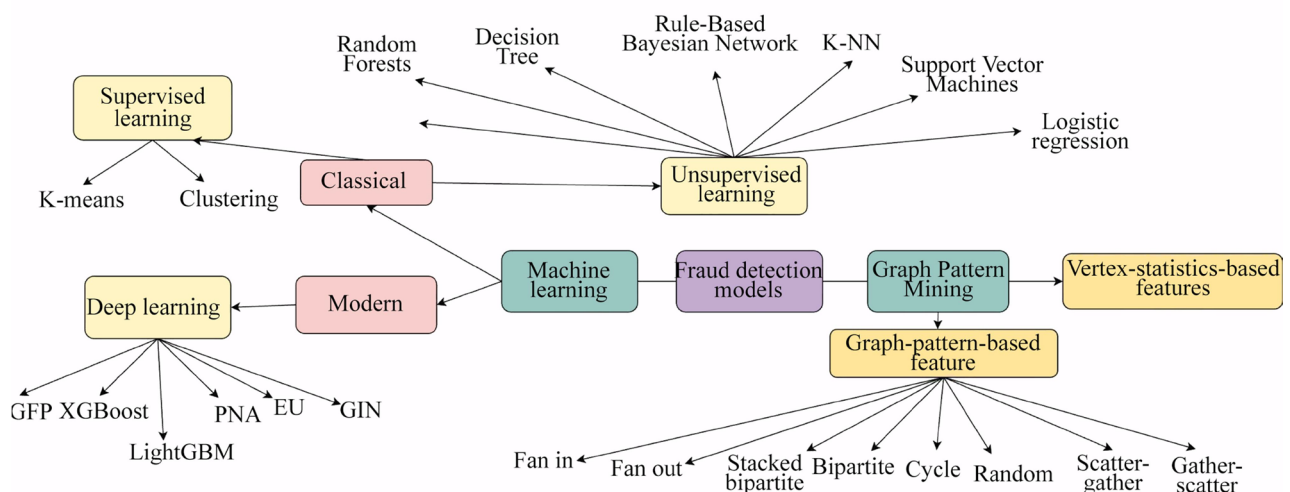 Rule-Based
Bayesian Network
Decision
Tree
K-NN
Random
Forests
Support Vector
Machines
Logistic
regression
Supervised
learning
Classical
Unsupervised
learning
K-means
Clustering
Machine
learning
Fraud detection
models
Graph Pattern
Mining
Vertex-statistics-based
features
Deep learning
Modern
Graph-pattern-based
feature
GFP
XGBoost
PNA
EU
GIN
LightGBM
Fan in
Fan out
Stacked
bipartite
Bipartite
Cycle
Random
Scatter-
gather
Gather-
scatter